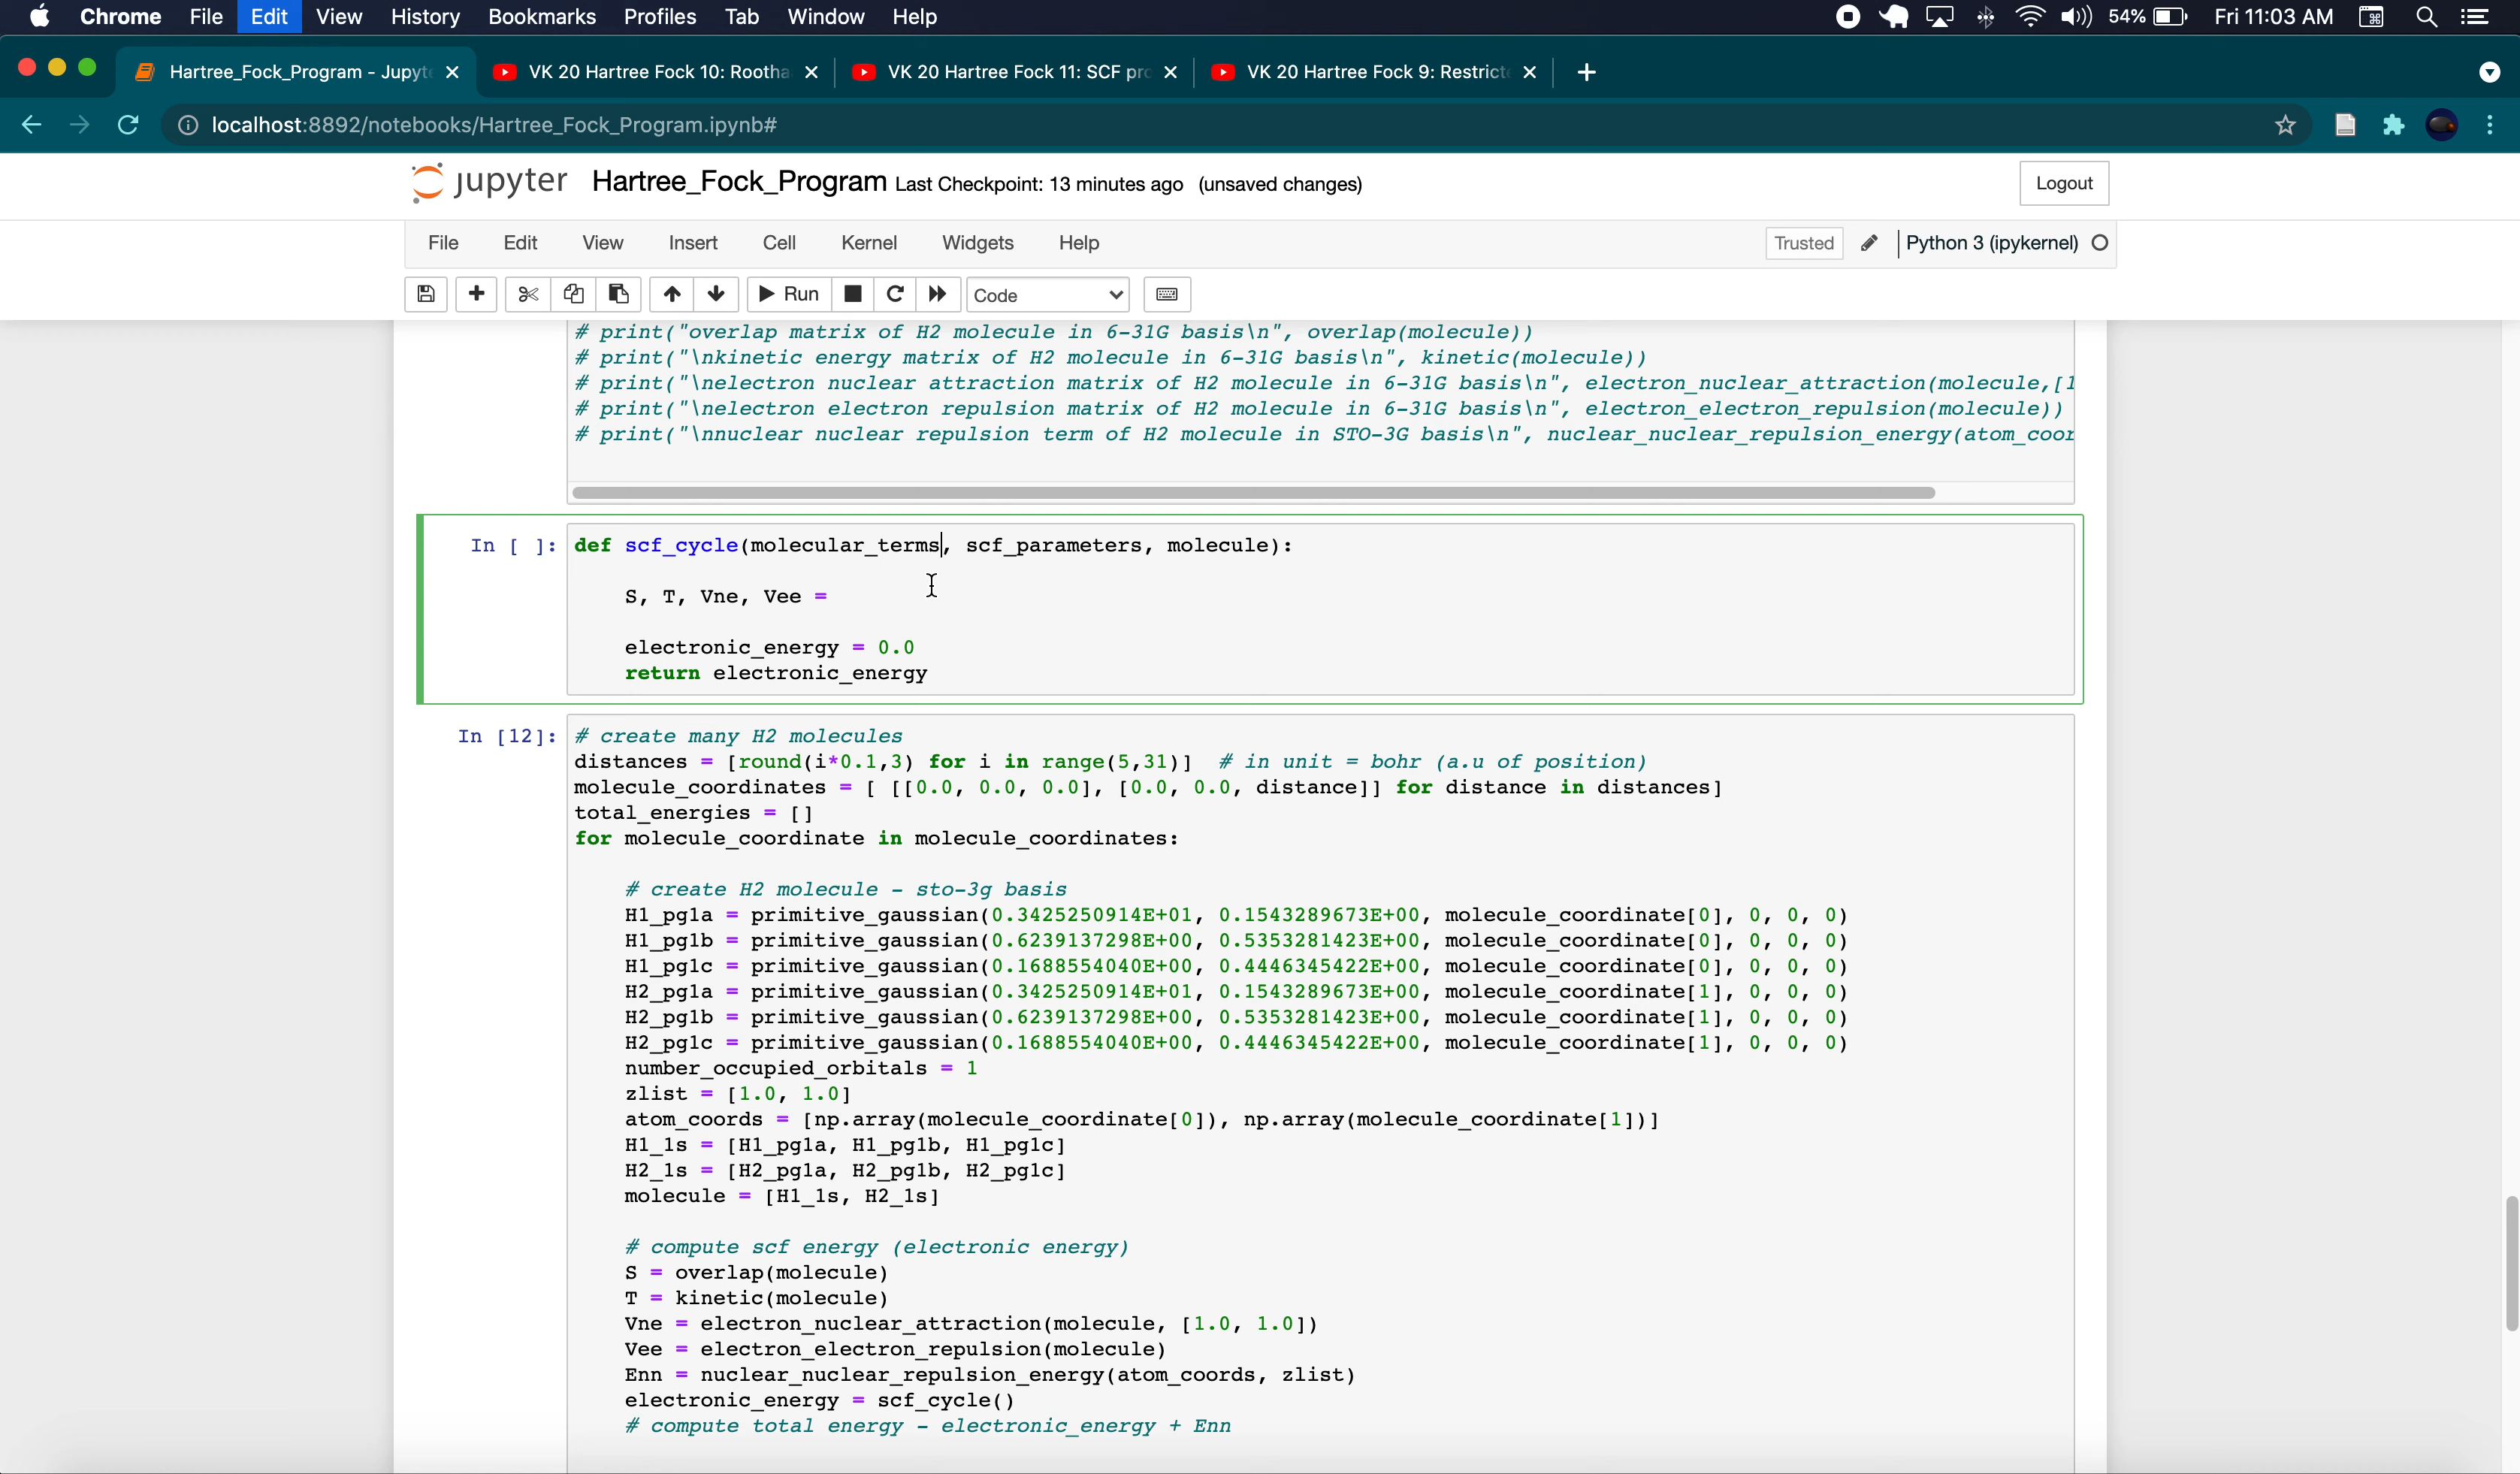 Chrome File Edit View History Bookmarks Profiles Tab Window Help 54% Fri 11:03 AM
Hartree_Fock_Program - Jupyte VK 20 Hartree Fock 10: Rootha VK 20 Hartree Fock 11: SCF pro VK 20 Hartree Fock 9: Restricte
localhost:8892/notebooks/Hartree_Fock_Program.ipynb#
jupyter Hartree_Fock_Program Last Checkpoint: 13 minutes ago (unsaved changes) Logout
File Edit View Insert Cell Kernel Widgets Help Trusted Python 3 (ipykernel)
Run Code
# print("overlap matrix of H2 molecule in 6-31G basis\n", overlap(molecule))
# print("\nkinetic energy matrix of H2 molecule in 6-31G basis\n", kinetic(molecule))
# print("\nelectron nuclear attraction matrix of H2 molecule in 6-31G basis\n", electron_nuclear_attraction(molecule,[1
# print("\nelectron electron repulsion matrix of H2 molecule in 6-31G basis\n", electron_electron_repulsion(molecule))
# print("\nnuclear nuclear repulsion term of H2 molecule in STO-3G basis\n", nuclear_nuclear_repulsion_energy(atom_coor
In [ ]: def scf_cycle(molecular_terms, scf_parameters, molecule):
S, T, Vne, Vee =
electronic_energy = 0.0
return electronic_energy
In [12]: # create many H2 molecules
distances = [round(i*0.1,3) for i in range(5,31)] # in unit = bohr (a.u of position)
molecule_coordinates = [ [[0.0, 0.0, 0.0], [0.0, 0.0, distance]] for distance in distances]
total_energies = []
for molecule_coordinate in molecule_coordinates:
# create H2 molecule - sto-3g basis
H1_pg1a = primitive_gaussian(0.3425250914E+01, 0.1543289673E+00, molecule_coordinate[0], 0, 0, 0)
H1_pg1b = primitive_gaussian(0.6239137298E+00, 0.5353281423E+00, molecule_coordinate[0], 0, 0, 0)
H1_pg1c = primitive_gaussian(0.1688554040E+00, 0.4446345422E+00, molecule_coordinate[0], 0, 0, 0)
H2_pg1a = primitive_gaussian(0.3425250914E+01, 0.1543289673E+00, molecule_coordinate[1], 0, 0, 0)
H2_pg1b = primitive_gaussian(0.6239137298E+00, 0.5353281423E+00, molecule_coordinate[1], 0, 0, 0)
H2_pg1c = primitive_gaussian(0.1688554040E+00, 0.4446345422E+00, molecule_coordinate[1], 0, 0, 0)
number_occupied_orbitals = 1
zlist = [1.0, 1.0]
atom_coords = [np.array(molecule_coordinate[0]), np.array(molecule_coordinate[1])]
H1_1s = [H1_pg1a, H1_pg1b, H1_pg1c]
H2_1s = [H2_pg1a, H2_pg1b, H2_pg1c]
molecule = [H1_1s, H2_1s]
# compute scf energy (electronic energy)
S = overlap(molecule)
T = kinetic(molecule)
Vne = electron_nuclear_attraction(molecule, [1.0, 1.0])
Vee = electron_electron_repulsion(molecule)
Enn = nuclear_nuclear_repulsion_energy(atom_coords, zlist)
electronic_energy = scf_cycle()
# compute total energy - electronic_energy + Enn